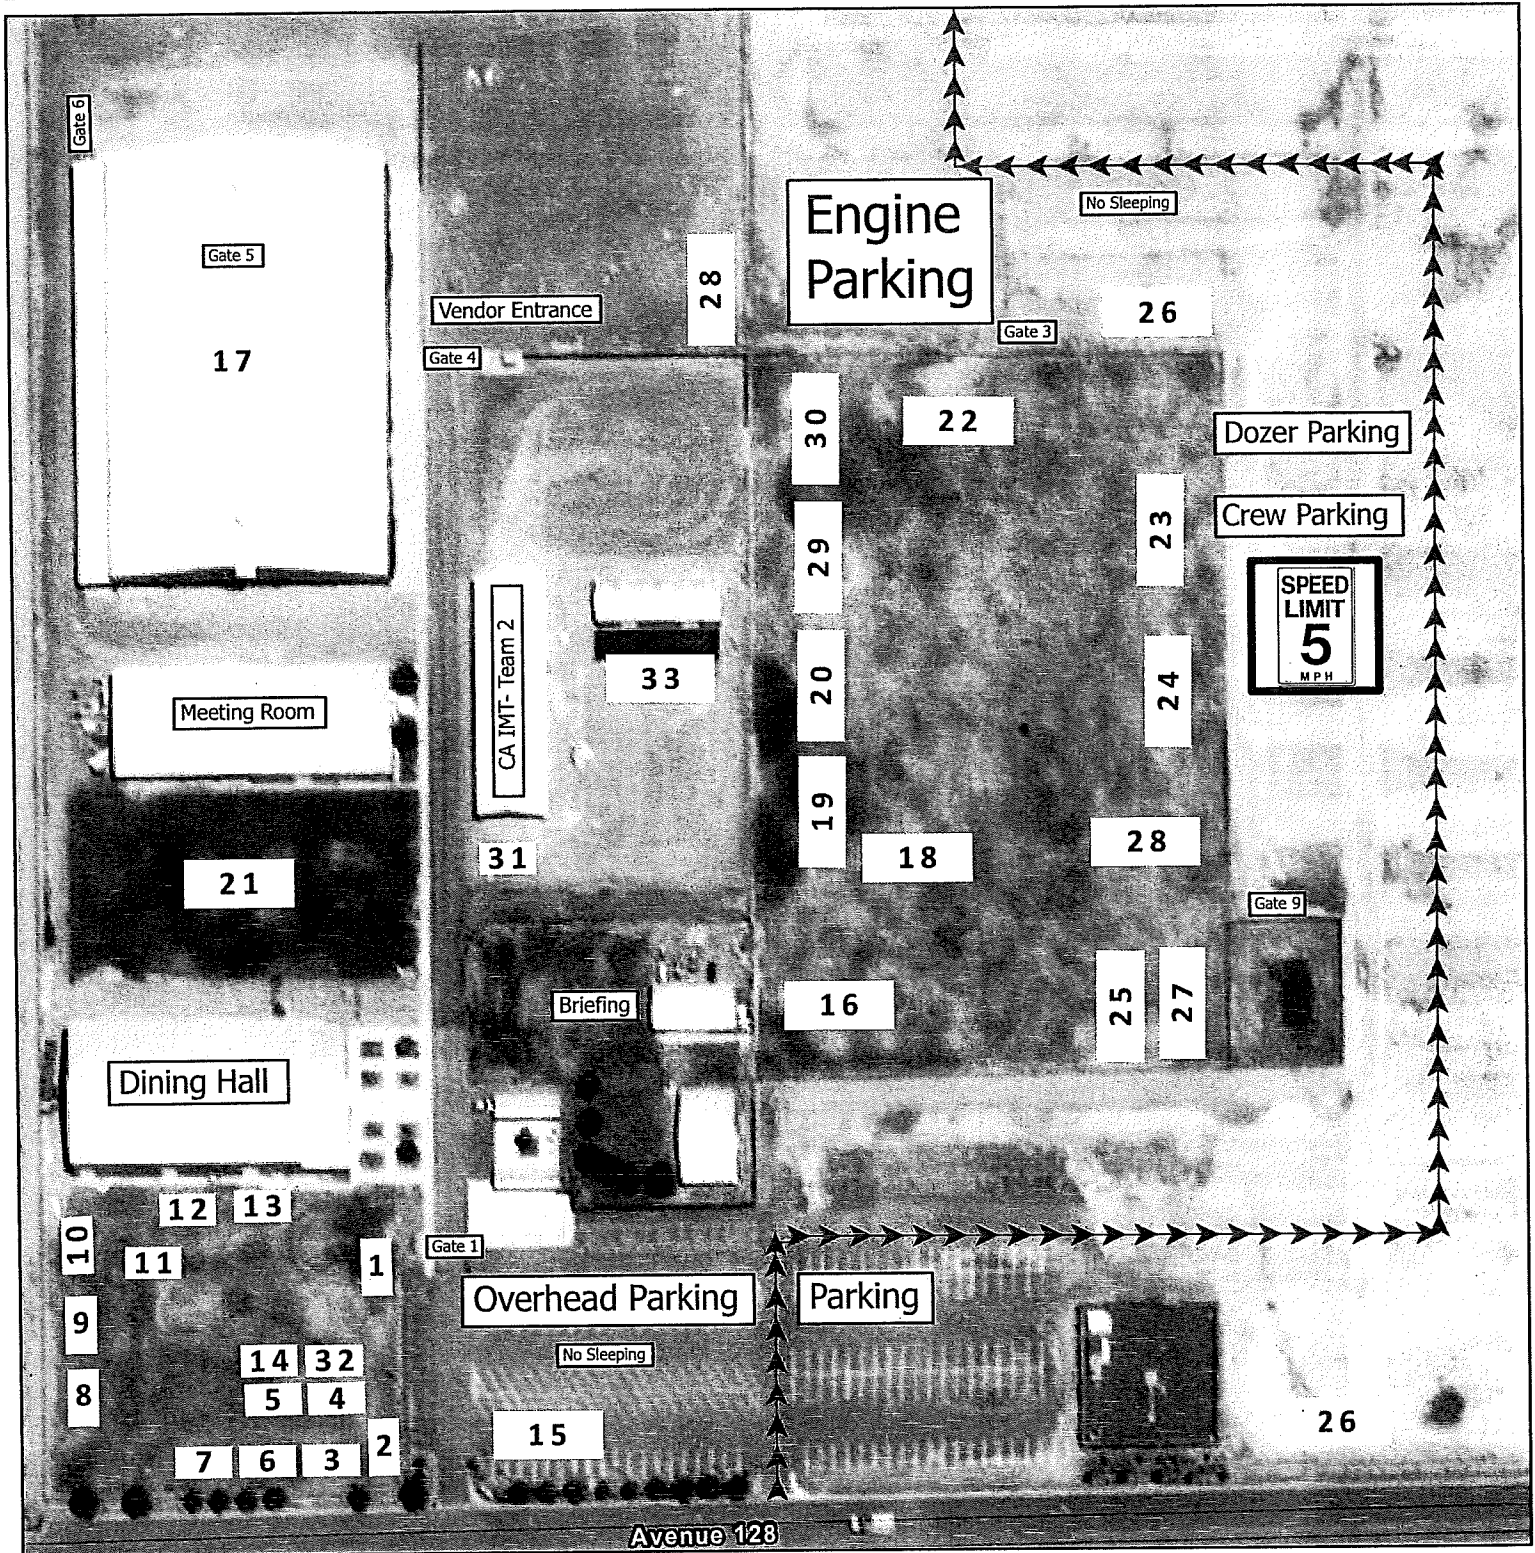 Gate 6
Engine
Parking
No Sleeping
Gate 5
28
Vendor Entrance
26
Gate 3
Gate 4
17
30
22
Dozer Parking
23
Crew Parking
29
SPEED
LIMIT
5
MPH
CA IMT- Team 2
33
20
24
Meeting Room
19
31
18
28
21
Gate 9
Briefing
16
25
27
Dining Hall
12
13
10
11
1
Gate 1
Overhead Parking
Parking
9
No Sleeping
14
32
8
5
4
15
26
2
7
6
3
Avenue 128